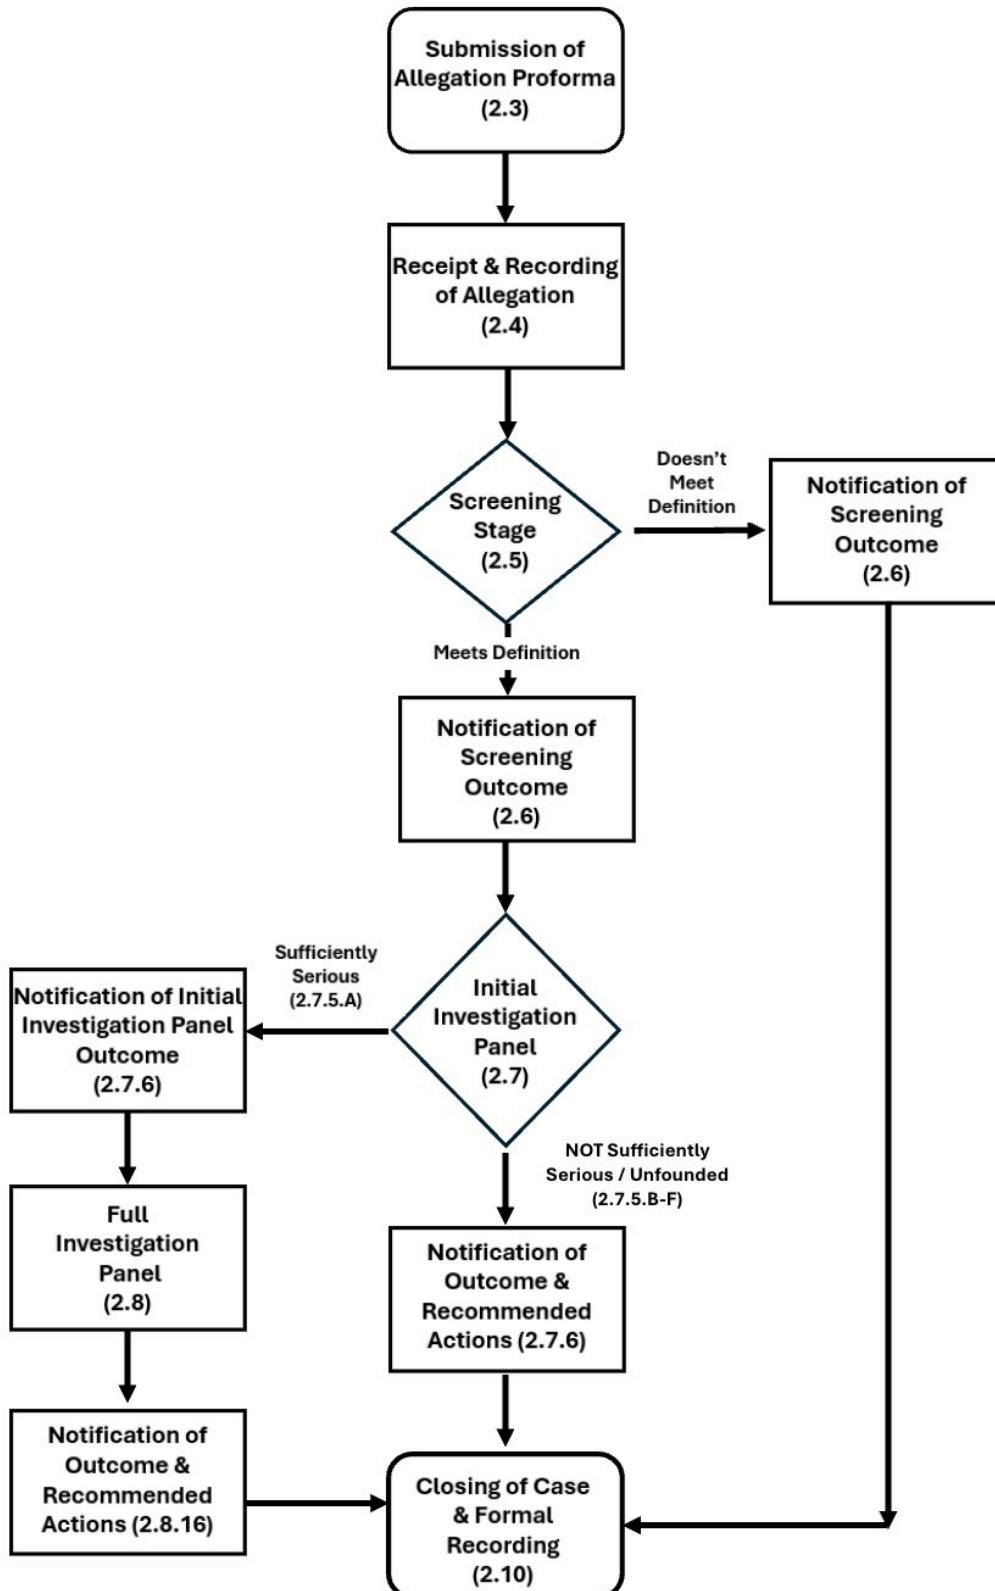 Submission of
Allegation Proforma
(2.3)
Receipt & Recording
of Allegation
(2.4)
Screening
Stage
(2.5)
Doesn't
Meet
Definition
Notification of
Screening
Outcome
(2.6)
Meets Definition
Notification of
Screening
Outcome
(2.6)
Initial
Investigation
Panel
(2.7)
Sufficiently
Serious
(2.7.5.A)
Notification of Initial
Investigation Panel
Outcome
(2.7.6)
Full
Investigation
Panel
(2.8)
Notification of
Outcome &
Recommended
Actions (2.8.16)
NOT Sufficiently
Serious / Unfounded
(2.7.5.B-F)
Notification of
Outcome &
Recommended
Actions (2.7.6)
Closing of Case
& Formal
Recording
(2.10)